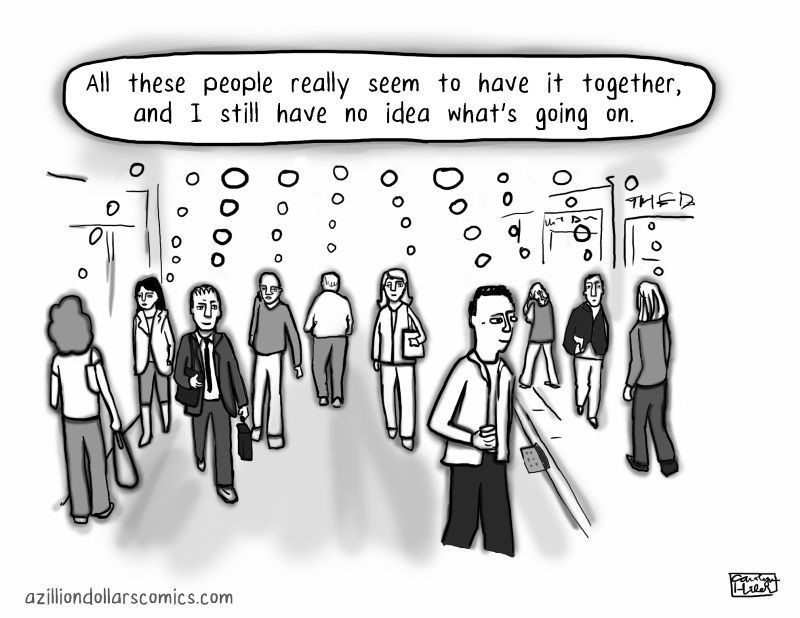 All these people really seem to have it together,
and I still have no idea what's going on.
THE D
azilliondollarscomics.com